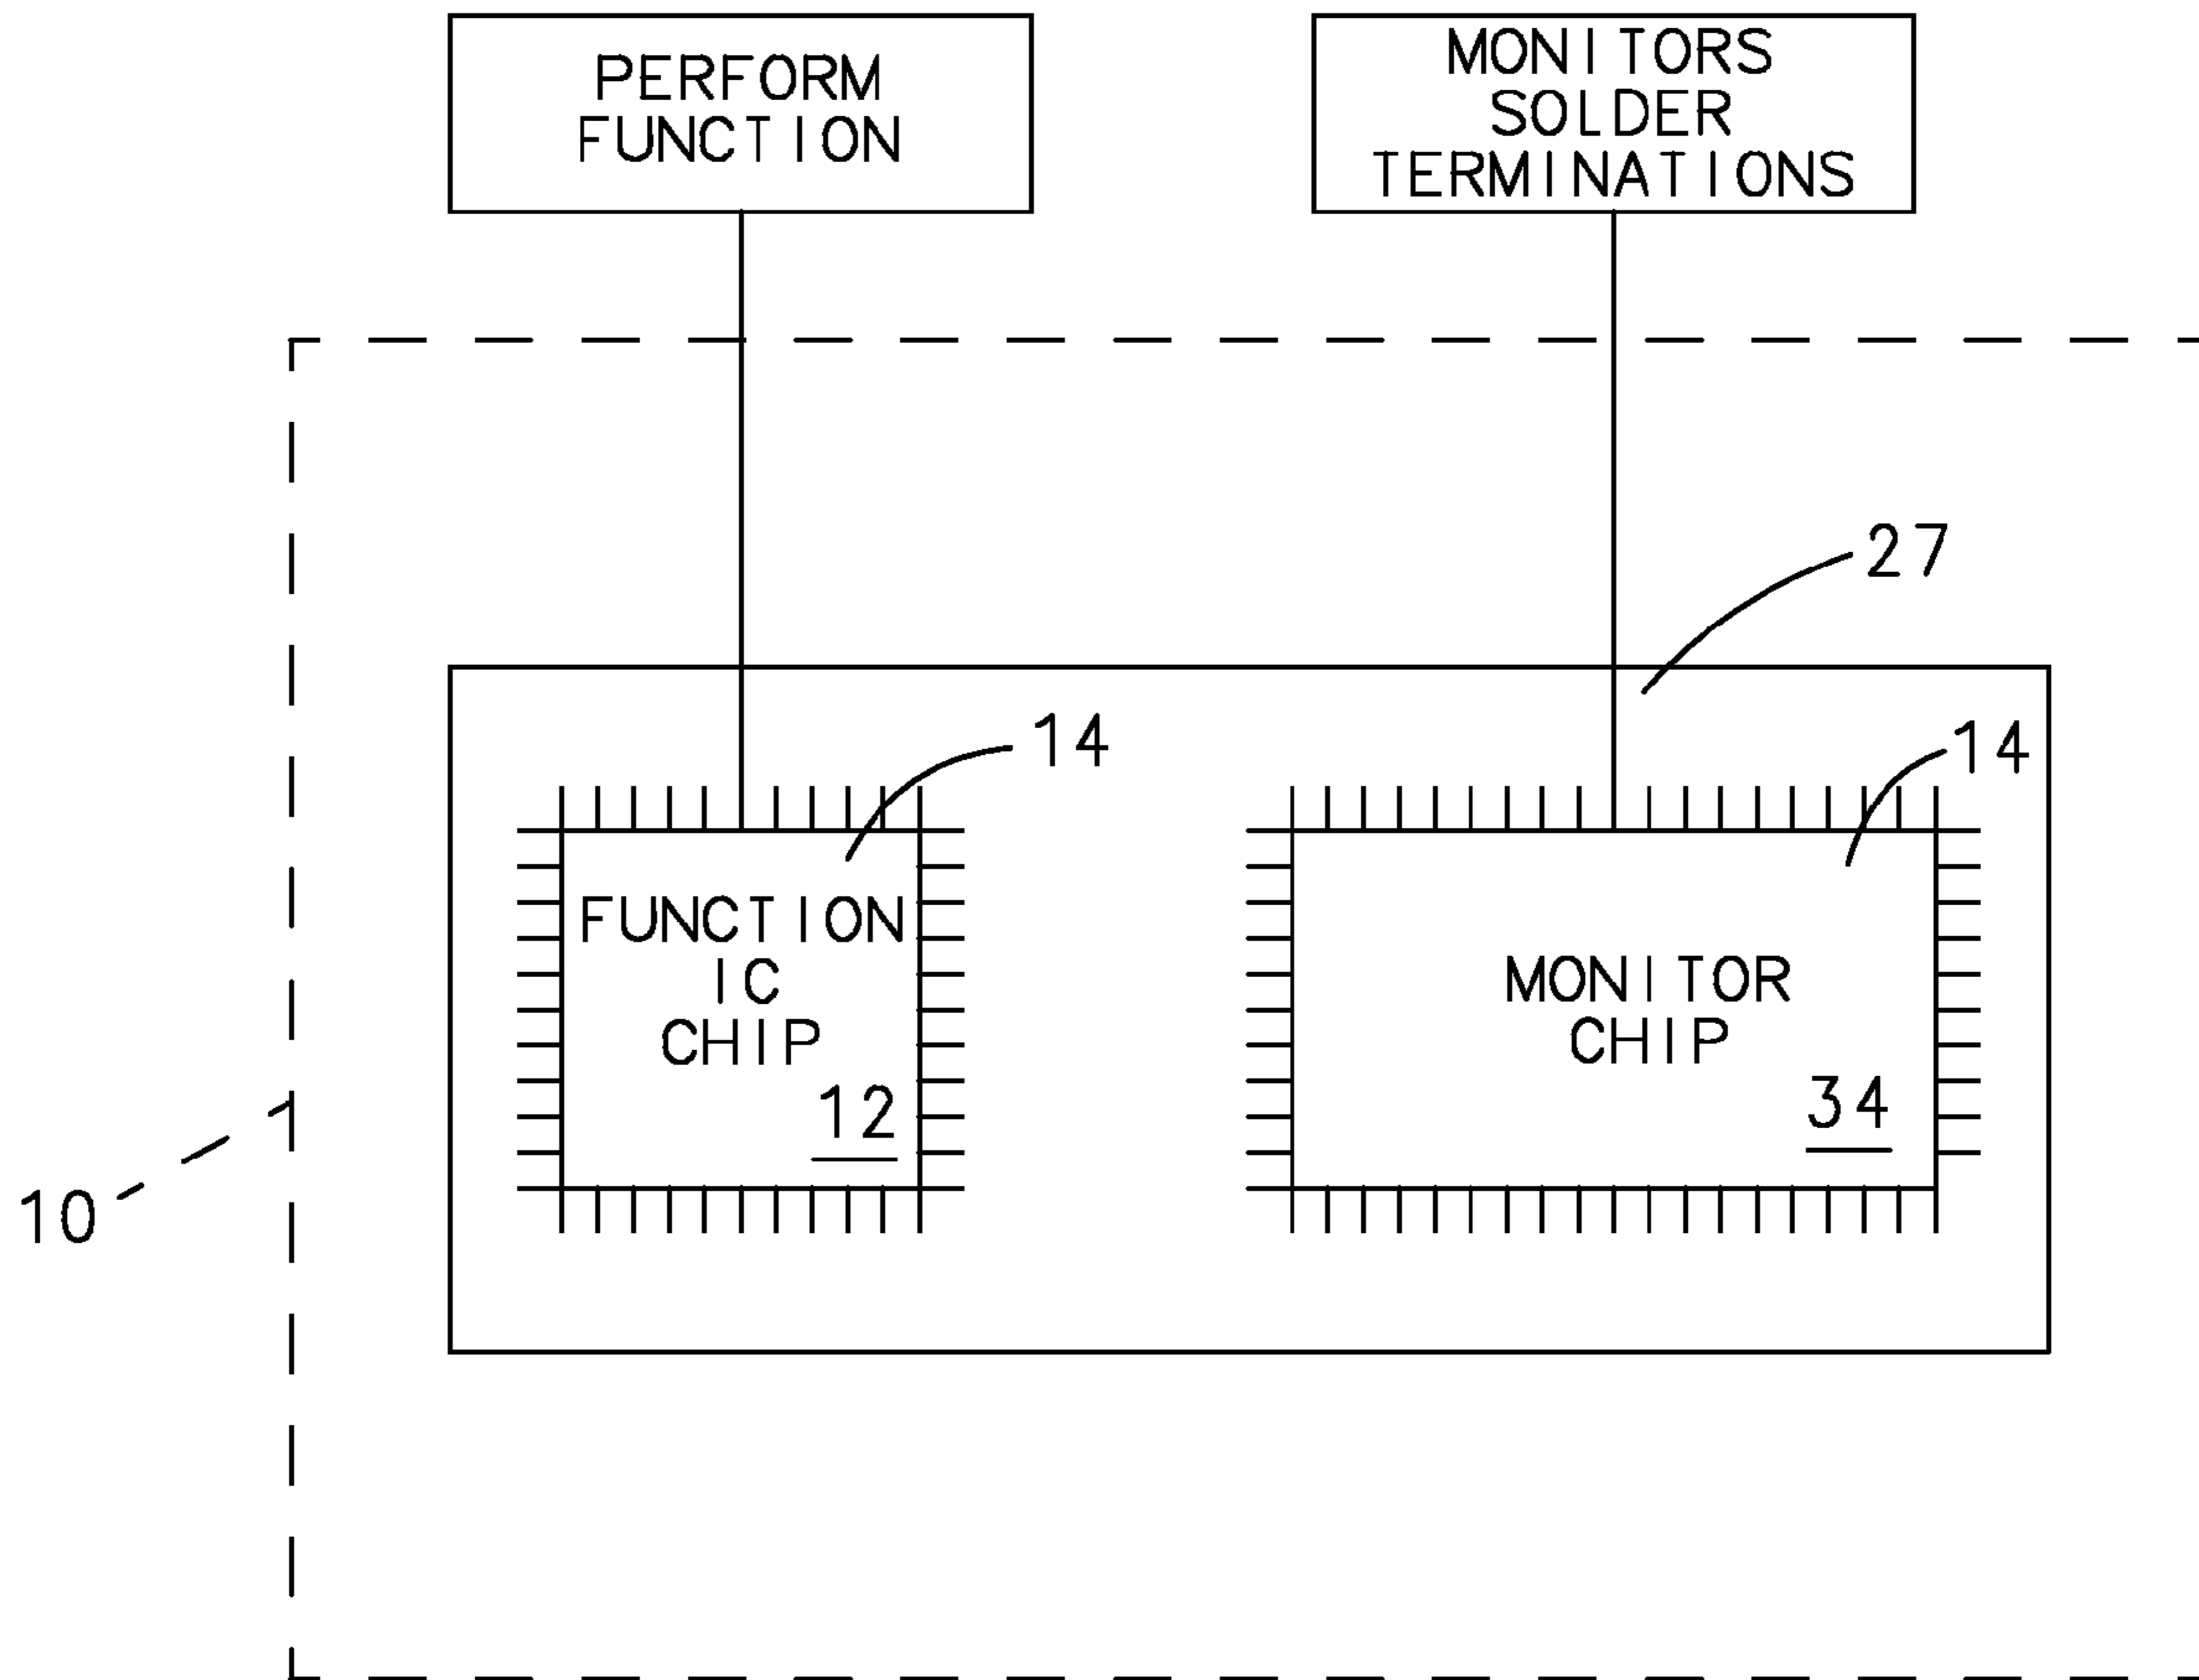 PERFORM
FUNCTION
MONITORS
SOLDER
TERMINATIONS
27
14
14
FUNCTION
IC
CHIP
12
MONITOR
CHIP
34
10